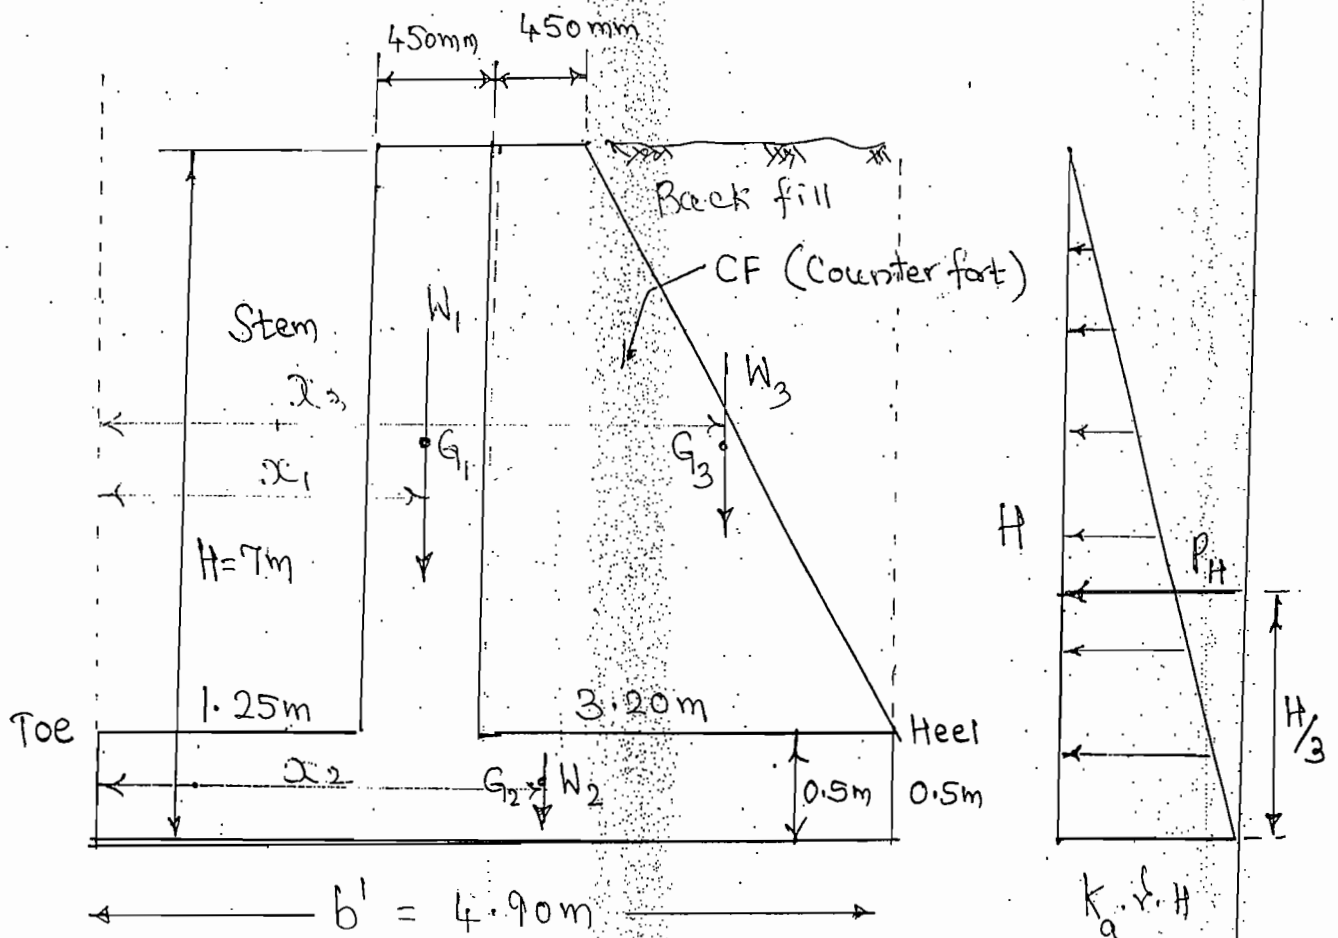 450mm 450mm
Back fill
CF (Counter fort)
W₁
Stem
W₃
x₃
G₁
G₃
x₁
H
H=7m
P_H
1.25m
3.20m
Toe
Heel
H/3
x₂
G₂
W₂
0.5m
0.5m
b' = 4.90m
Kₐ.γ.H